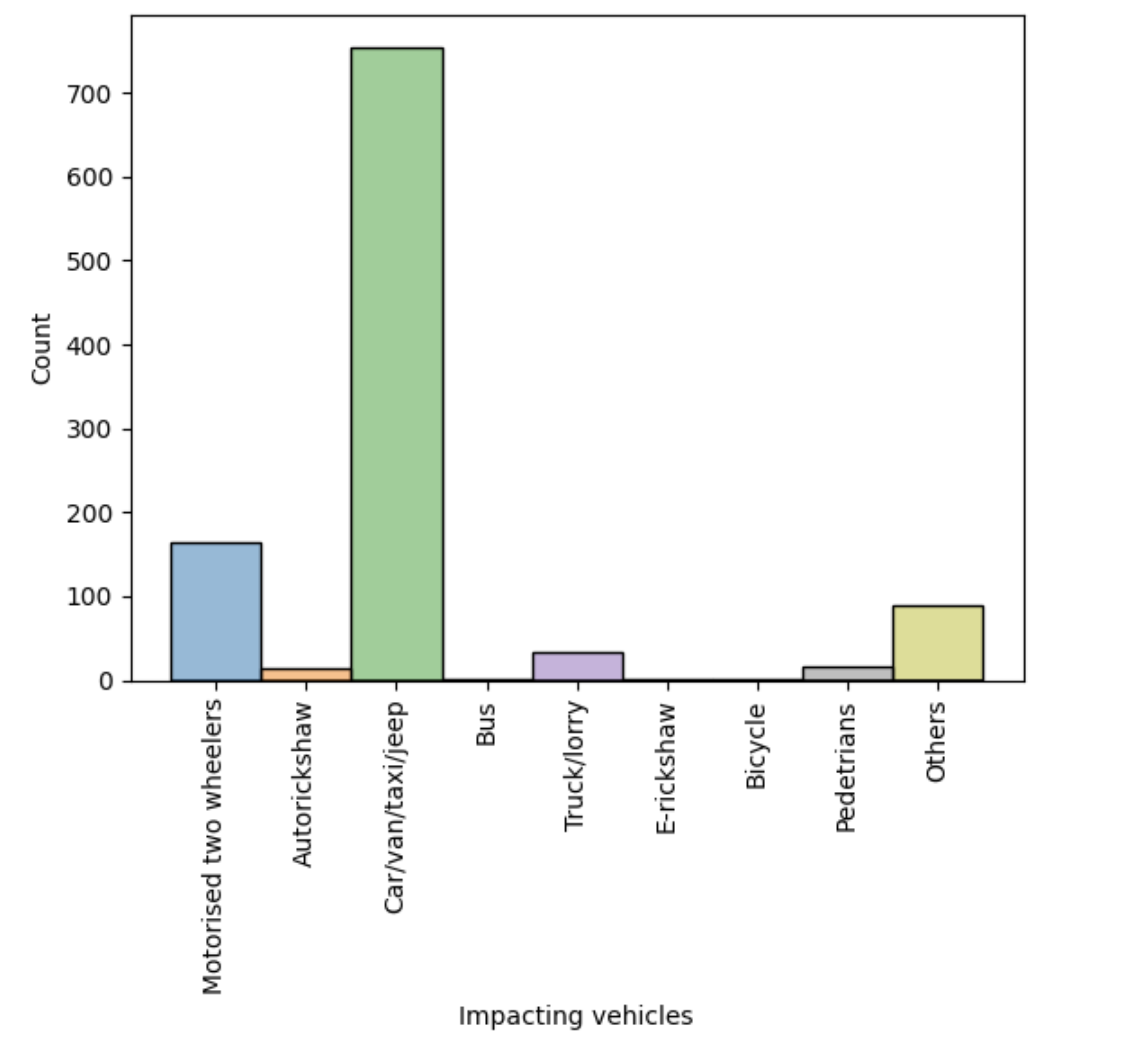 700
600
500
400
300
200
100
0
Count
Motorised two wheelers
Autorickshaw
Car/van/taxi/jeep
Bus
Truck/lorry
E-rickshaw
Bicycle
Pedetrians
Others
Impacting vehicles